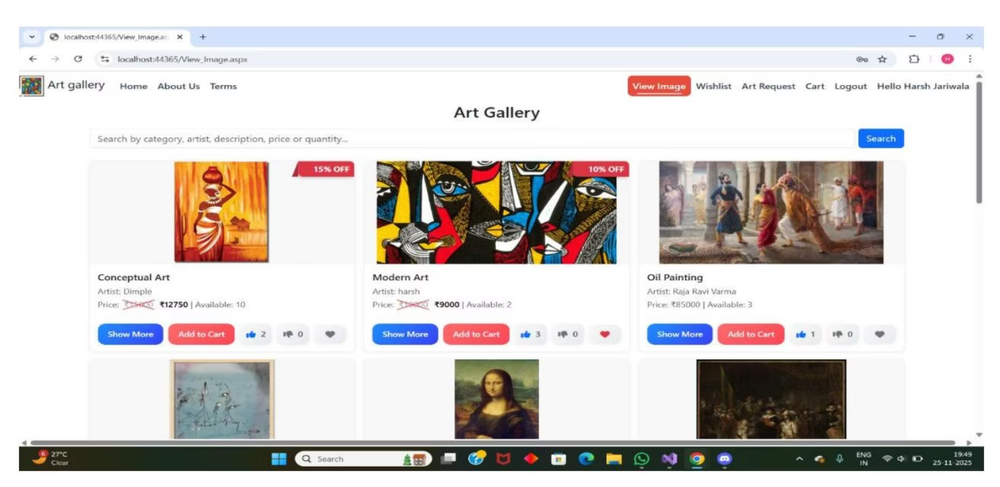 localhost:44365/View_Image.as
localhost:44365/View_Image.aspx
H
Art gallery Home About Us Terms View Image Wishlist Art Request Cart Logout Hello Harsh Jariwala
Art Gallery
Search by category, artist, description, price or quantity... Search
15% OFF 10% OFF
Conceptual Art
Artist: Dimple
Price: ₹15000 ₹12750 | Available: 10
Show More Add to Cart 2 0
Modern Art
Artist: harsh
Price: ₹10000 ₹9000 | Available: 2
Show More Add to Cart 3 0
Oil Painting
Artist: Raja Ravi Varma
Price: ₹85000 | Available: 3
Show More Add to Cart 1 0
6 27°C
Clear
Search
ENG
IN
19:49
25-11-2025